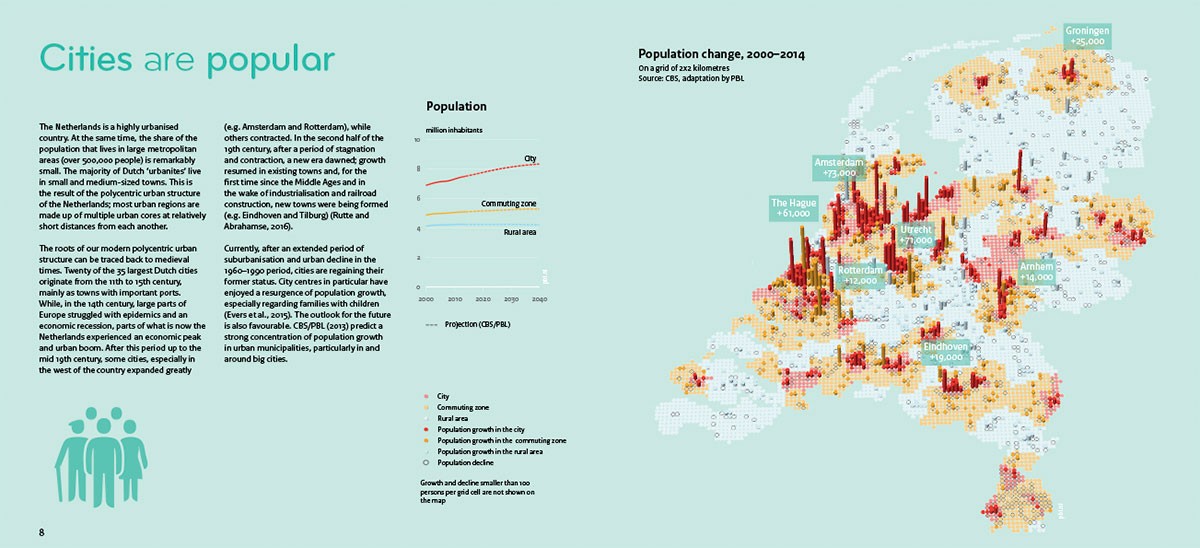 Cities are popular
The Netherlands is a highly urbanised
country. At the same time, the share of the
population that lives in large metropolitan
areas (over 500,000 people) is remarkably
small. The majority of Dutch ‘urbanites’ live
in small and medium-sized towns. This is
the result of the polycentric urban structure
of the Netherlands; most urban regions are
made up of multiple urban cores at relatively
short distances from each another.
The roots of our modern polycentric urban
structure can be traced back to medieval
times. Twenty of the 35 largest Dutch cities
originate from the 11th to 15th century,
mainly as towns with important ports.
While, in the 14th century, large parts of
Europe struggled with epidemics and an
economic recession, parts of what is now the
Netherlands experienced an economic peak
and urban boom. After this period up to the
mid 19th century, some cities, especially in
the west of the country expanded greatly
(e.g. Amsterdam and Rotterdam), while
others contracted. In the second half of the
19th century, after a period of stagnation
and contraction, a new era dawned; growth
resumed in existing towns and, for the
first time since the Middle Ages and in
the wake of industrialisation and railroad
construction, new towns were being formed
(e.g. Eindhoven and Tilburg) (Rutte and
Abrahamse, 2016).
Currently, after an extended period of
suburbanisation and urban decline in the
1960–1990 period, cities are regaining their
former status. City centres in particular have
enjoyed a resurgence of population growth,
especially regarding families with children
(Evers et al., 2015). The outlook for the future
is also favourable. CBS/PBL (2013) predict a
strong concentration of population growth
in urban municipalities, particularly in and
around big cities.
8
Population
million inhabitants
10
8
6
4
2
0
City
Commuting zone
Rural area
2000 2010 2020 2030 2040
pbl.nl
Projection (CBS/PBL)
City
Commuting zone
Rural area
Population growth in the city
Population growth in the commuting zone
Population growth in the rural area
Population decline
Growth and decline smaller than 100
persons per grid cell are not shown on
the map
Population change, 2000–2014
On a grid of 2x2 kilometres
Source: CBS, adaptation by PBL
Groningen
+25,000
Amsterdam
+73,000
The Hague
+61,000
Utrecht
+71,000
Rotterdam
+12,000
Arnhem
+14,000
Eindhoven
+19,000
pbl.nl